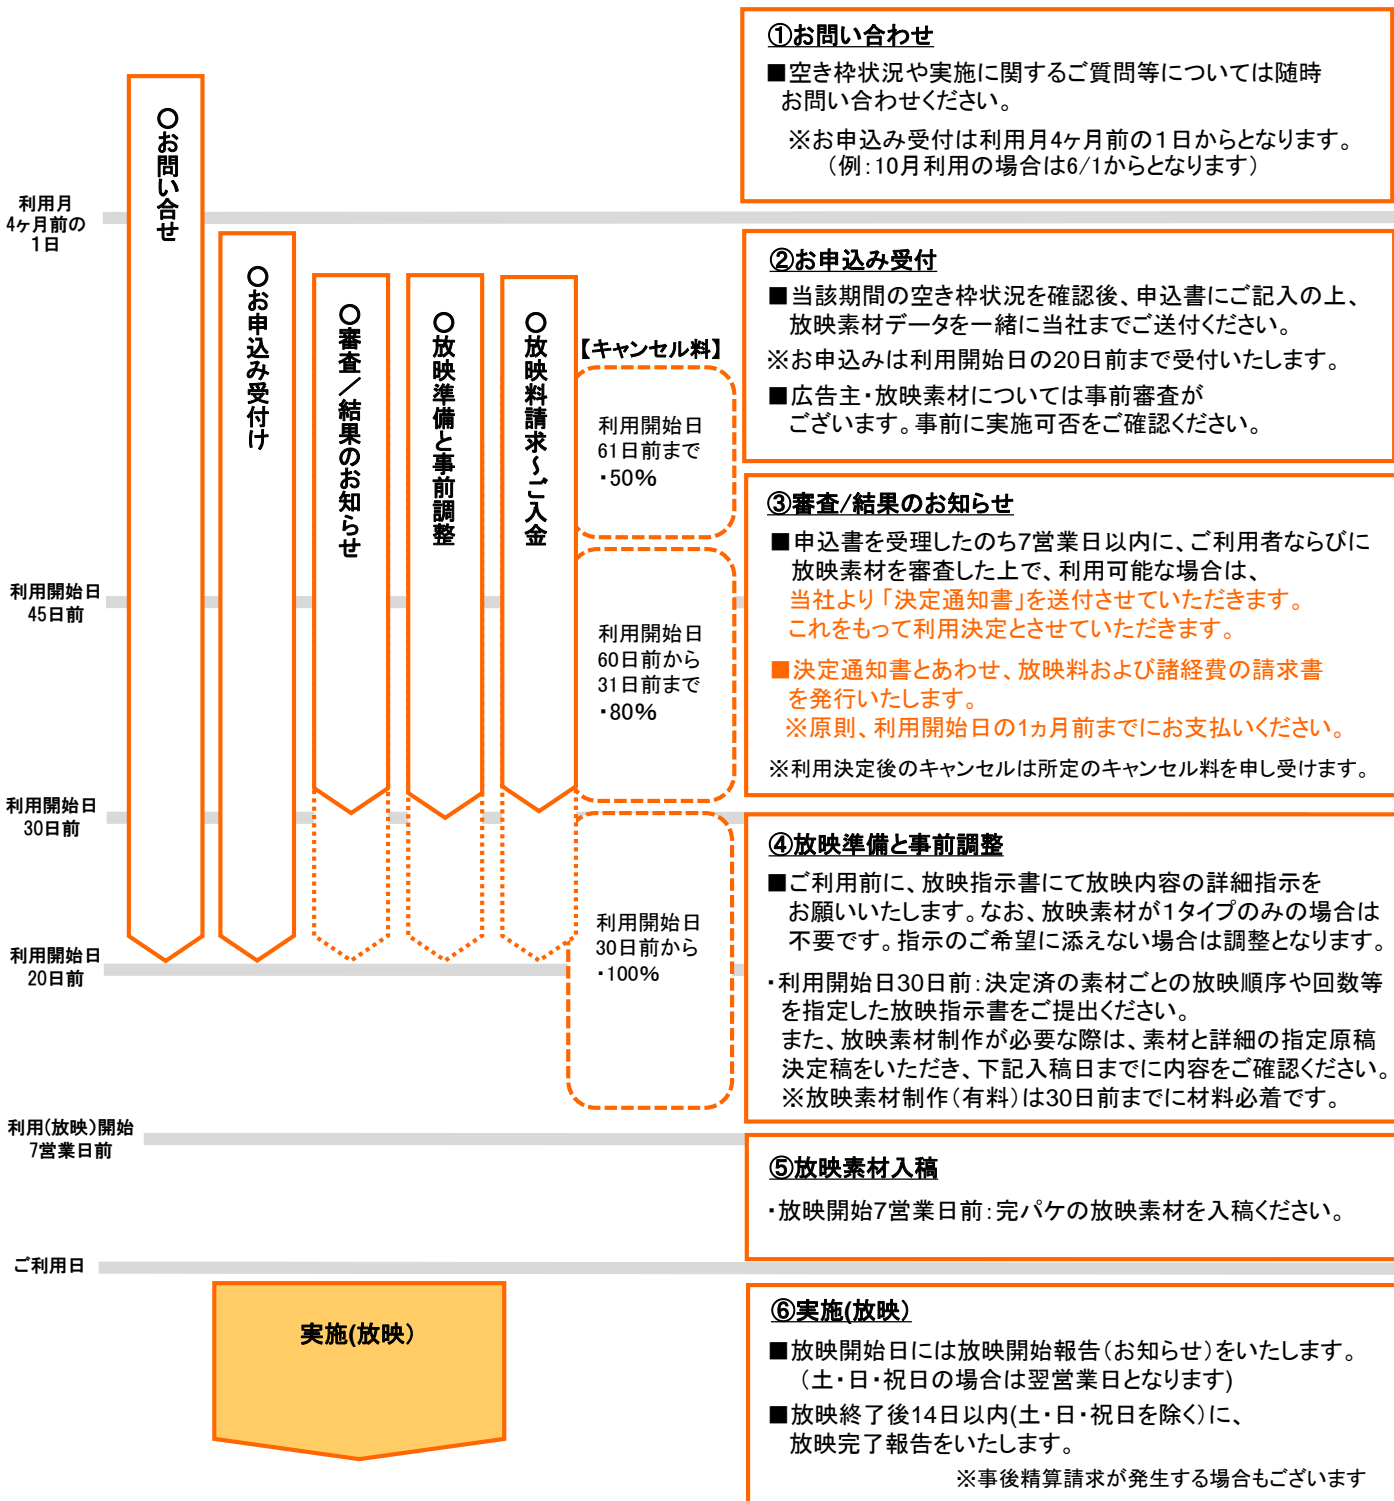 ①お問い合わせ
■空き枠状況や実施に関するご質問等については随時
お問い合わせください。
※お申込み受付は利用月4ヶ月前の1日からとなります。
（例：10月利用の場合は6/1からとなります）
利用月
4ヶ月前の
1日
〇お問い合せ
〇お申込み受付け
〇審査／結果のお知らせ
〇放映準備と事前調整
〇放映料請求～ご入金
②お申込み受付
■当該期間の空き枠状況を確認後、申込書にご記入の上、
放映素材データを一緒に当社までご送付ください。
※お申込みは利用開始日の20日前まで受付いたします。
■広告主・放映素材については事前審査が
ございます。事前に実施可否をご確認ください。
【キャンセル料】
利用開始日
61日前まで
・50％
利用開始日
60日前から
31日前まで
・80％
利用開始日
30日前から
・100％
利用開始日
45日前
③審査/結果のお知らせ
■申込書を受理したのち7営業日以内に、ご利用者ならびに
放映素材を審査した上で、利用可能な場合は、
当社より「決定通知書」を送付させていただきます。
これをもって利用決定とさせていただきます。
■決定通知書とあわせ、放映料および諸経費の請求書
を発行いたします。
※原則、利用開始日の1ヵ月前までにお支払いください。
※利用決定後のキャンセルは所定のキャンセル料を申し受けます。
利用開始日
30日前
④放映準備と事前調整
■ご利用前に、放映指示書にて放映内容の詳細指示を
お願いいたします。なお、放映素材が1タイプのみの場合は
不要です。指示のご希望に添えない場合は調整となります。
・利用開始日30日前：決定済の素材ごとの放映順序や回数等
を指定した放映指示書をご提出ください。
また、放映素材制作が必要な際は、素材と詳細の指定原稿
決定稿をいただき、下記入稿日までに内容をご確認ください。
※放映素材制作（有料）は30日前までに材料必着です。
利用開始日
20日前
利用(放映）開始
7営業日前
⑤放映素材入稿
・放映開始7営業日前：完パケの放映素材を入稿ください。
ご利用日
実施(放映）
⑥実施(放映）
■放映開始日には放映開始報告（お知らせ）をいたします。
（土・日・祝日の場合は翌営業日となります)
■放映終了後14日以内(土・日・祝日を除く）に、
放映完了報告をいたします。
※事後精算請求が発生する場合もございます